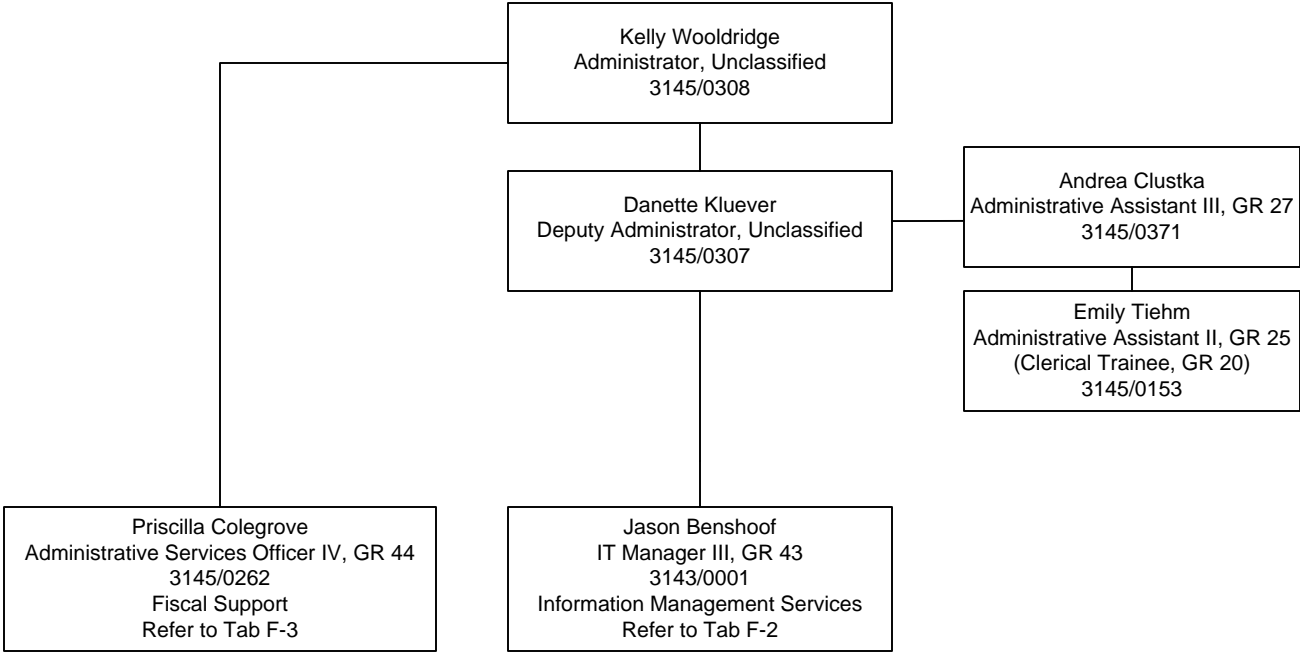 Kelly Wooldridge
Administrator, Unclassified
3145/0308
Danette Kluever
Deputy Administrator, Unclassified
3145/0307
Andrea Clustka
Administrative Assistant III, GR 27
3145/0371
Emily Tiehm
Administrative Assistant II, GR 25
(Clerical Trainee, GR 20)
3145/0153
Priscilla Colegrove
Administrative Services Officer IV, GR 44
3145/0262
Fiscal Support
Refer to Tab F-3
Jason Benshoof
IT Manager III, GR 43
3143/0001
Information Management Services
Refer to Tab F-2